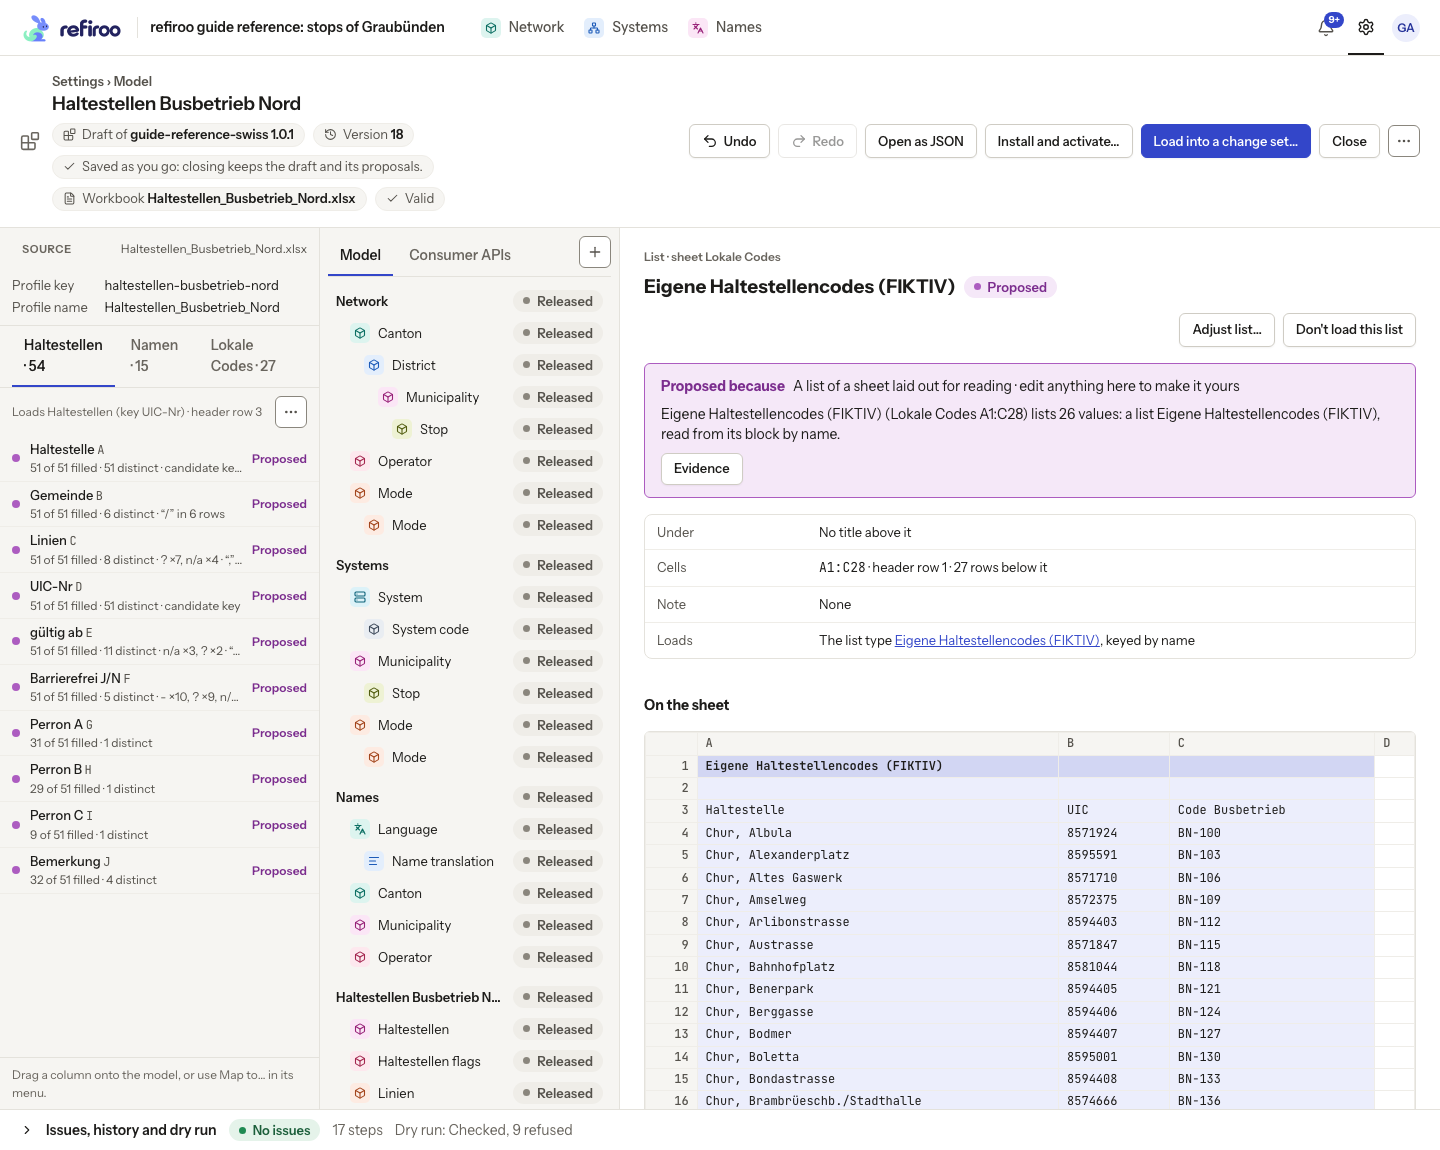 refiroo
refiroo guide reference: stops of Graubünden
Network
Systems
Names
9+
GA
Settings › Model
Haltestellen Busbetrieb Nord
Draft of guide-reference-swiss 1.0.1
Version 18
Saved as you go: closing keeps the draft and its proposals.
Workbook Haltestellen_Busbetrieb_Nord.xlsx
Valid
Undo
Redo
Open as JSON
Install and activate...
Load into a change set...
Close
SOURCE
Haltestellen_Busbetrieb_Nord.xlsx
Profile key haltestellen-busbetrieb-nord
Profile name Haltestellen_Busbetrieb_Nord
Haltestellen · 54
Namen · 15
Lokale Codes · 27
Loads Haltestellen (key UIC-Nr) · header row 3
Haltestelle A
51 of 51 filled · 51 distinct · candidate ke...
Proposed
Gemeinde B
51 of 51 filled · 6 distinct · “/” in 6 rows
Proposed
Linien C
51 of 51 filled · 8 distinct · ? ×7, n/a ×4 · “,”...
Proposed
UIC-Nr D
51 of 51 filled · 51 distinct · candidate key
Proposed
gültig ab E
51 of 51 filled · 11 distinct · n/a ×3, ? ×2 · “...
Proposed
Barrierefrei J/N F
51 of 51 filled · 5 distinct · - ×10, ? ×9, n/...
Proposed
Perron A G
31 of 51 filled · 1 distinct
Proposed
Perron B H
29 of 51 filled · 1 distinct
Proposed
Perron C I
9 of 51 filled · 1 distinct
Proposed
Bemerkung J
32 of 51 filled · 4 distinct
Proposed
Drag a column onto the model, or use Map to... in its
menu.
Model
Consumer APIs
Network Released
Canton Released
District Released
Municipality Released
Stop Released
Operator Released
Mode Released
Mode Released
Systems Released
System Released
System code Released
Municipality Released
Stop Released
Mode Released
Mode Released
Names Released
Language Released
Name translation Released
Canton Released
Municipality Released
Operator Released
Haltestellen Busbetrieb N... Released
Haltestellen Released
Haltestellen flags Released
Linien Released
List · sheet Lokale Codes
Eigene Haltestellencodes (FIKTIV)
Proposed
Adjust list...
Don't load this list
Proposed because A list of a sheet laid out for reading · edit anything here to make it yours
Eigene Haltestellencodes (FIKTIV) (Lokale Codes A1:C28) lists 26 values: a list Eigene Haltestellencodes (FIKTIV),
read from its block by name.
Evidence
Under No title above it
Cells A1:C28 · header row 1 · 27 rows below it
Note None
Loads The list type Eigene Haltestellencodes (FIKTIV), keyed by name
On the sheet
A B C D
1 Eigene Haltestellencodes (FIKTIV)
2
3 Haltestelle UIC Code Busbetrieb
4 Chur, Albula 8571924 BN-100
5 Chur, Alexanderplatz 8595591 BN-103
6 Chur, Altes Gaswerk 8571710 BN-106
7 Chur, Amselweg 8572375 BN-109
8 Chur, Arlibonstrasse 8594403 BN-112
9 Chur, Austrasse 8571847 BN-115
10 Chur, Bahnhofplatz 8581044 BN-118
11 Chur, Benerpark 8594405 BN-121
12 Chur, Berggasse 8594406 BN-124
13 Chur, Bodmer 8594407 BN-127
14 Chur, Boletta 8595001 BN-130
15 Chur, Bondastrasse 8594408 BN-133
16 Chur, Brambrüeschb./Stadthalle 8574666 BN-136
Issues, history and dry run
No issues
17 steps
Dry run: Checked, 9 refused